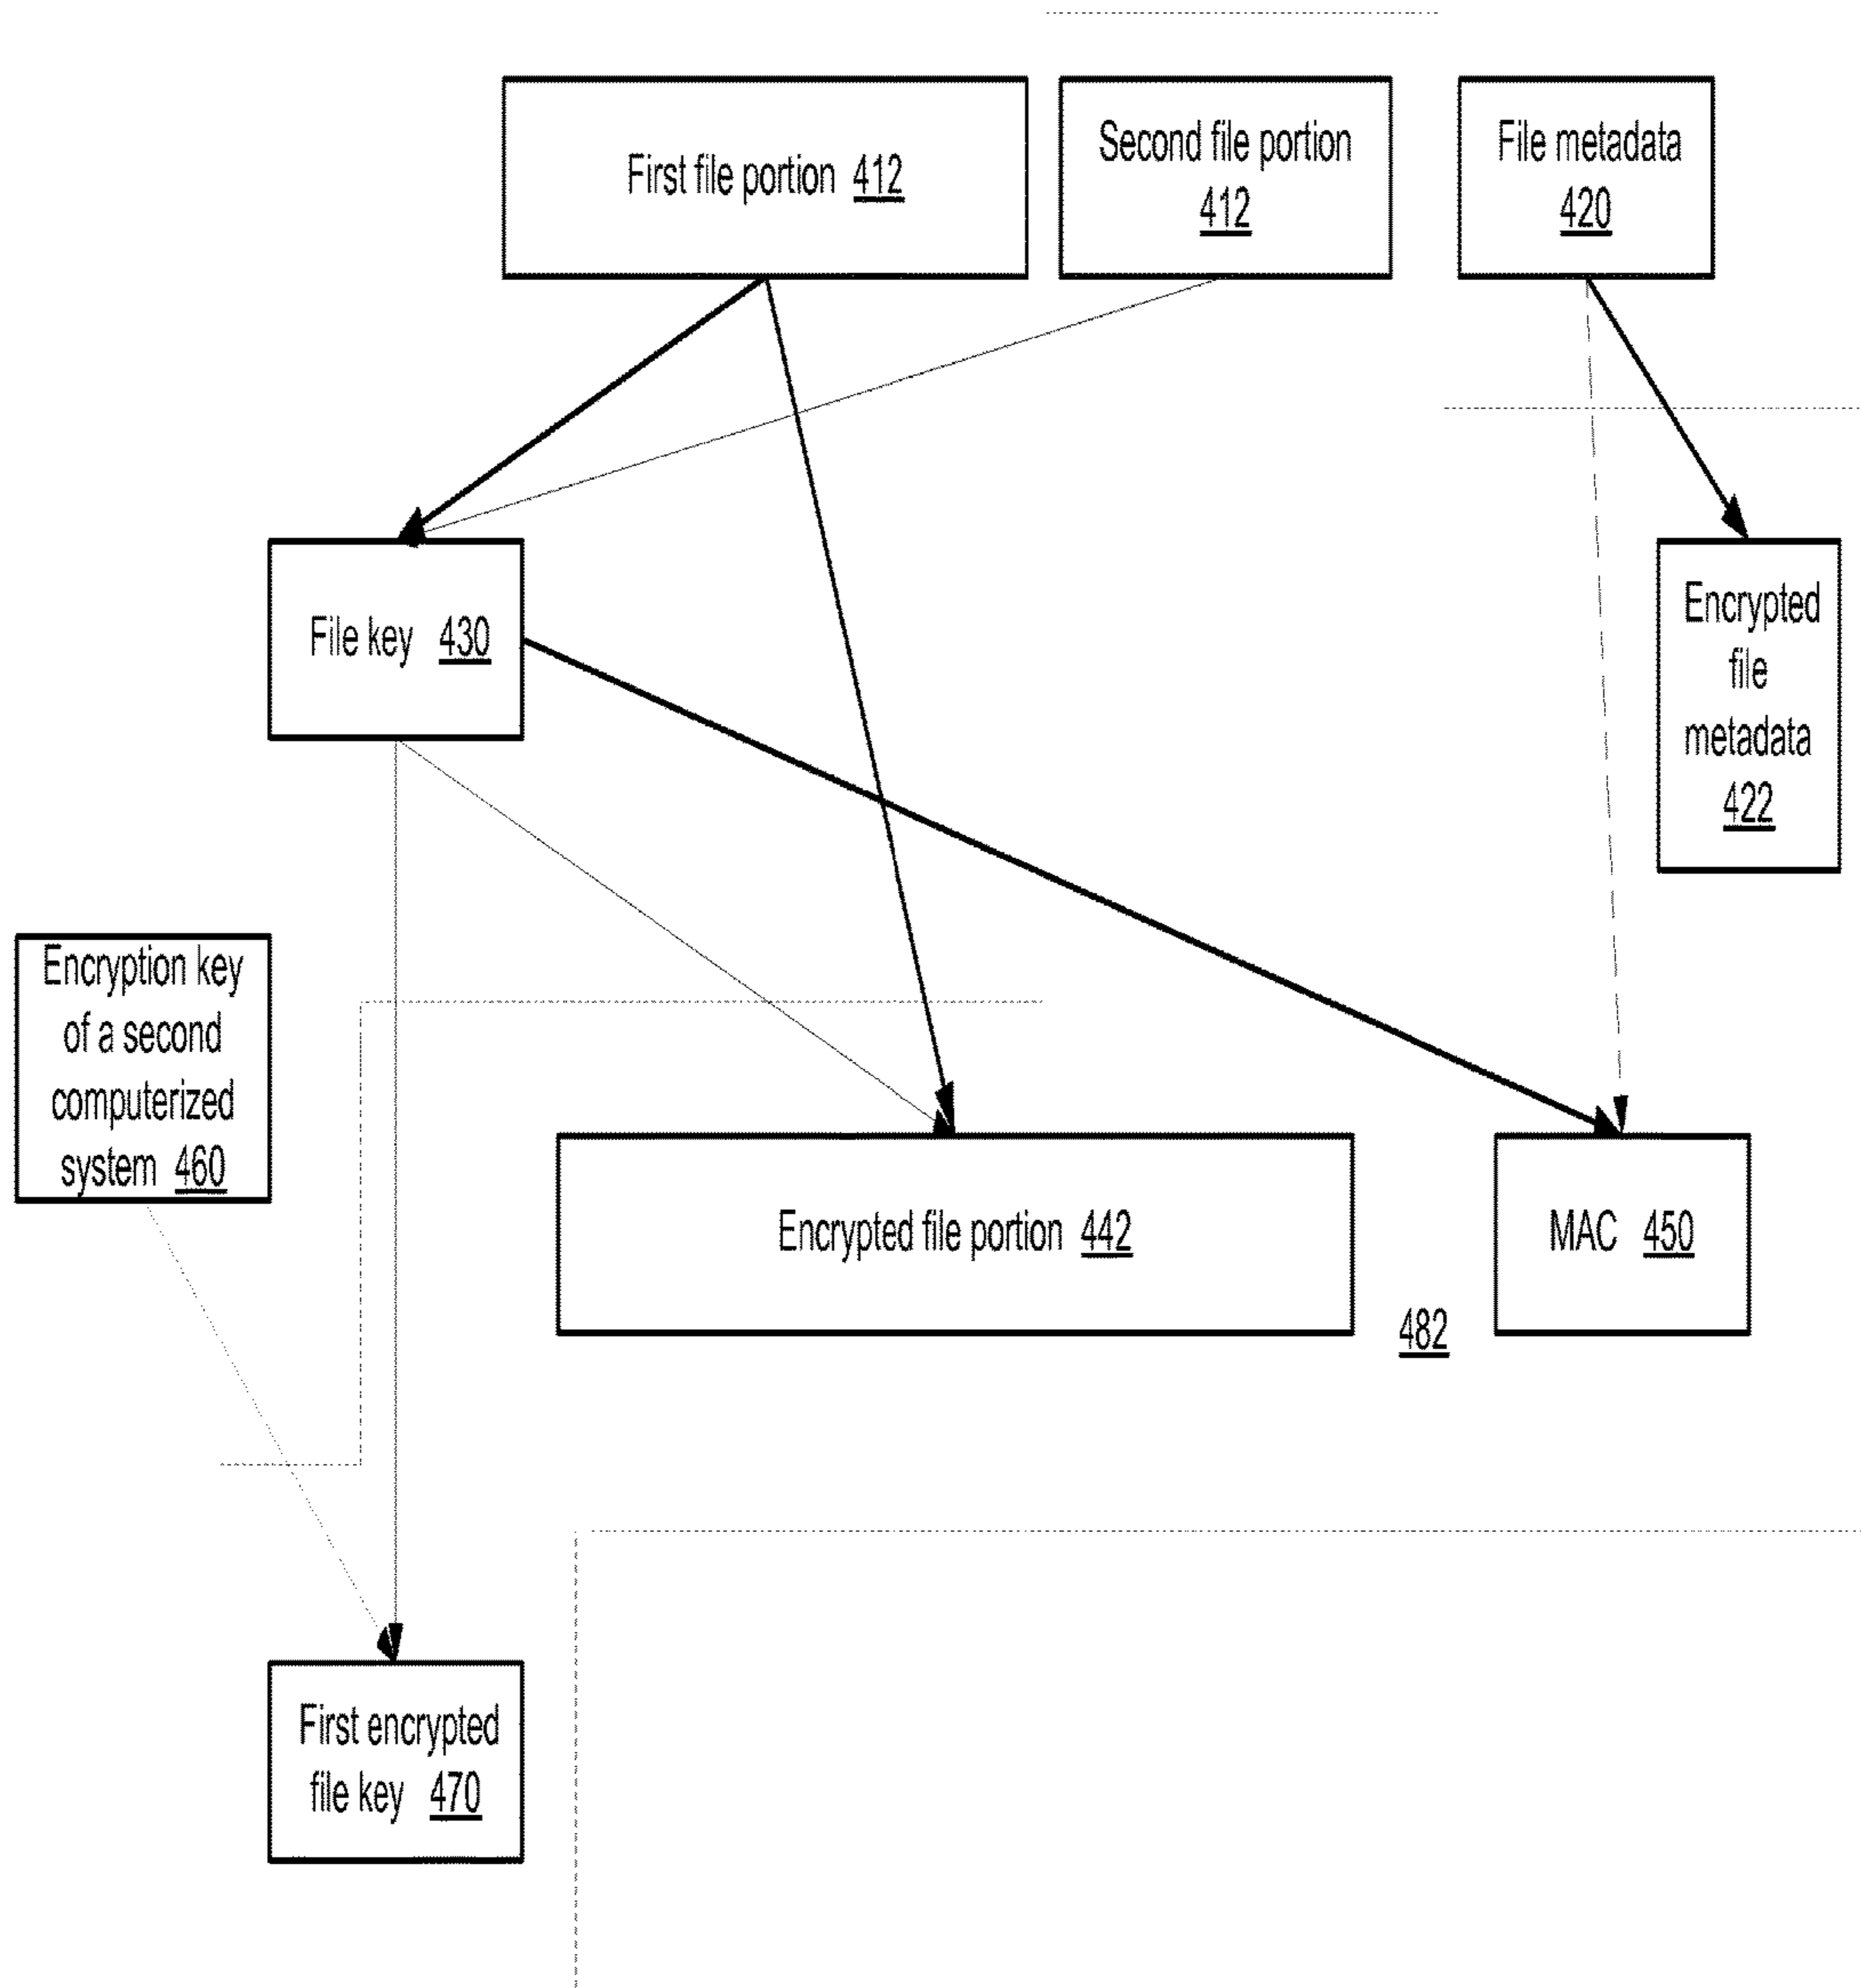 First file portion 412
Second file portion
412
File metadata
420
File key 430
Encrypted
file
metadata
422
Encryption key
of a second
computerized
system 460
Encrypted file portion 442
MAC 450
482
First encrypted
file key 470